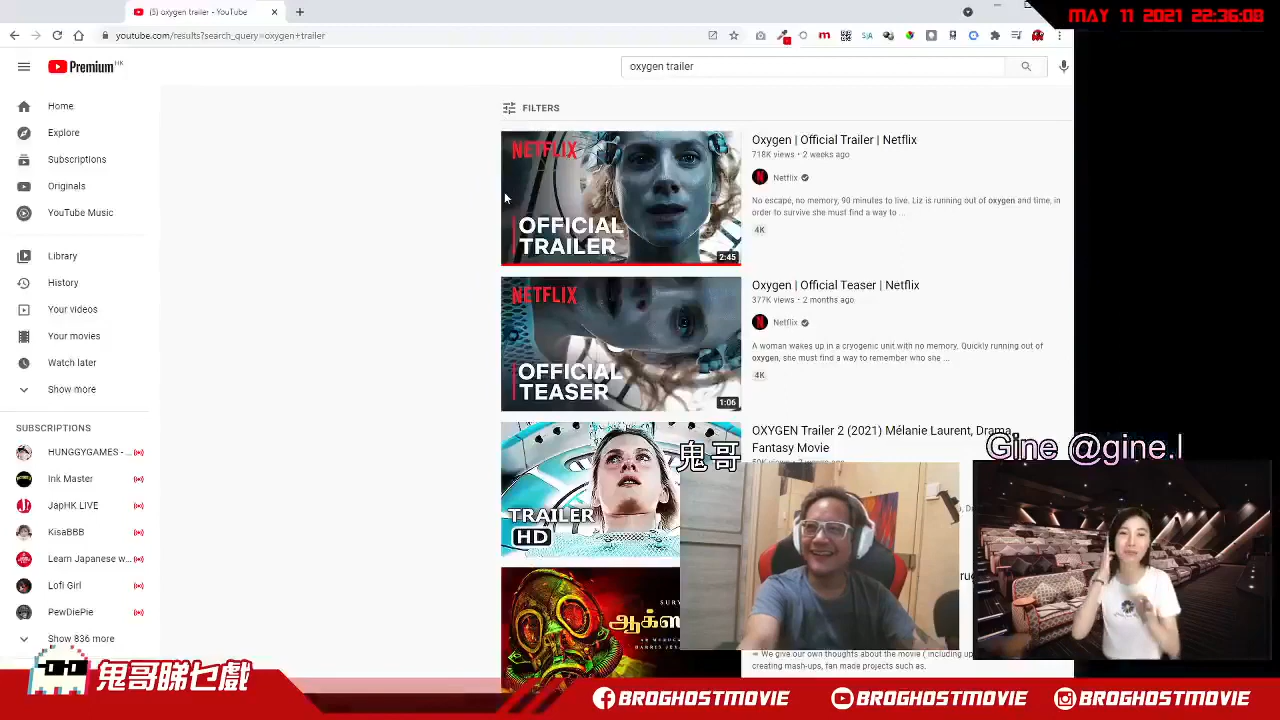 (5) oxygen trailer - YouTube
MAY 11 2021 22:36:08
youtube.com/results?search_query=oxygen+trailer
Premium HK
oxygen trailer
Home
Explore
Subscriptions
Originals
YouTube Music
Library
History
Your videos
Your movies
Watch later
Show more
SUBSCRIPTIONS
HUNGGYGAMES - ...
Ink Master
JapHK LIVE
KisaBBB
Learn Japanese w...
Lofi Girl
PewDiePie
Show 836 more
FILTERS
NETFLIX
OFFICIAL
TRAILER
2:45
Oxygen | Official Trailer | Netflix
718K views • 2 weeks ago
Netflix
No escape, no memory, 90 minutes to live. Liz is running out of oxygen and time, in
order to survive she must find a way to ...
4K
NETFLIX
OFFICIAL
TEASER
1:06
Oxygen | Official Teaser | Netflix
377K views • 2 months ago
Netflix
A woman wakes up in a cryogenic unit with no memory. Quickly running out of
oxygen, she must find a way to remember who she ...
4K
TRAILER
HD
OXYGEN Trailer 2 (2021) Mélanie Laurent, Drama,
Fantasy Movie
鬼哥
Gine @gine.l
We give our own thoughts about the movie ( including up
creating mash-ups, fan made projects such as.
鬼哥睇乜戲
BROGHOSTMOVIE
BROGHOSTMOVIE
BROGHOSTMOVIE